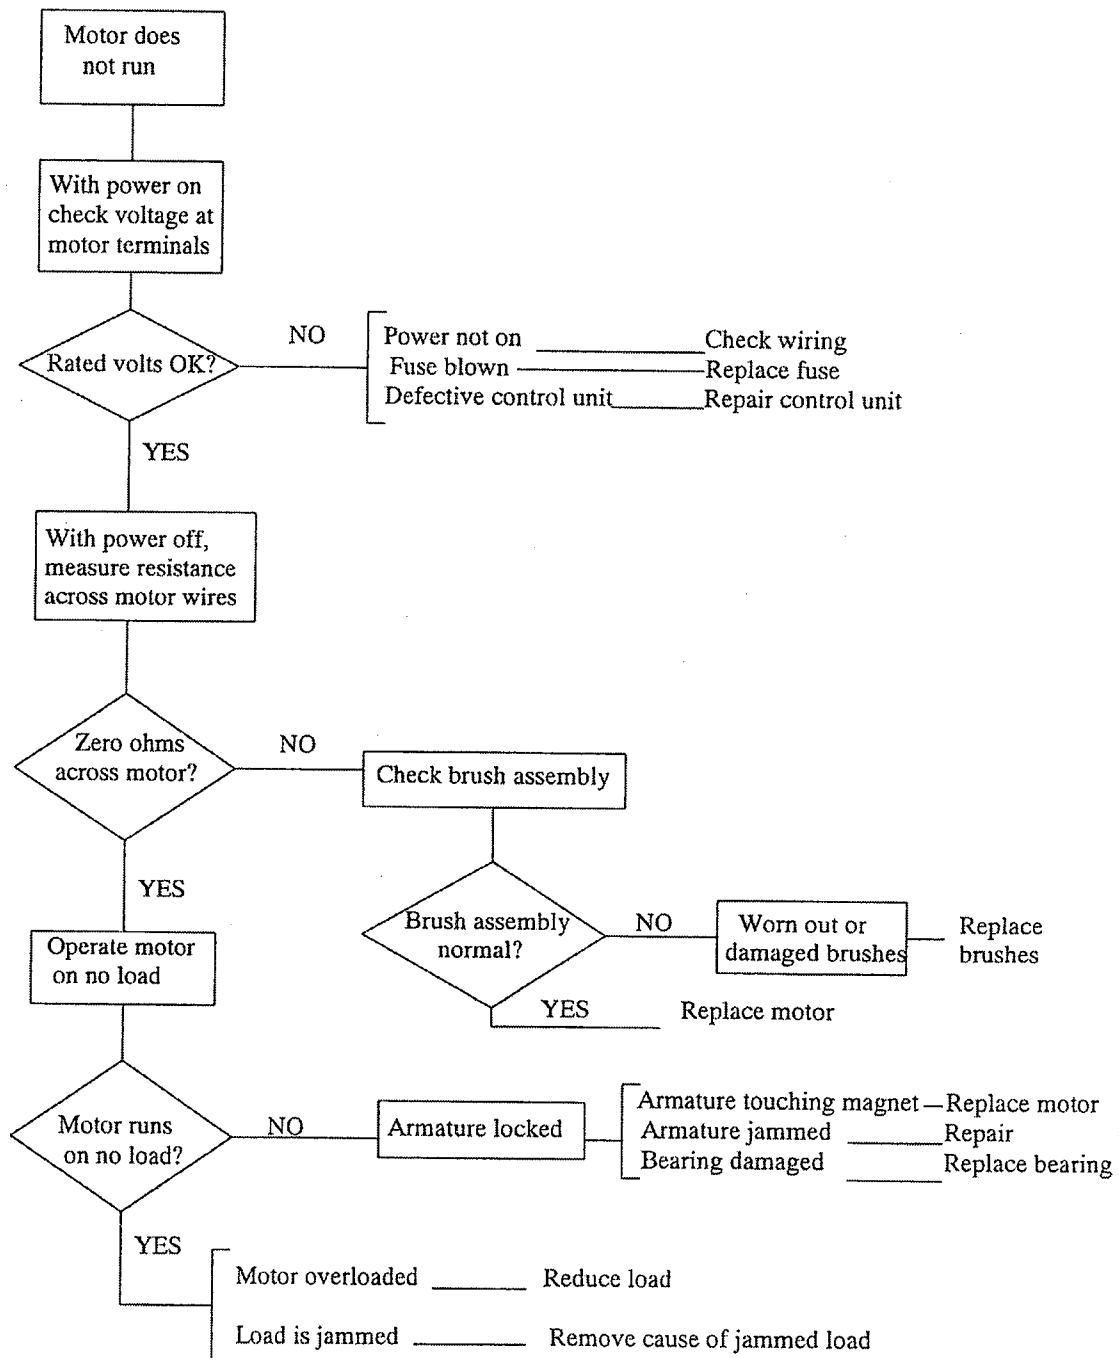 Motor does
not run
With power on
check voltage at
motor terminals
Rated volts OK?
NO
Power not on
Check wiring
Fuse blown
Replace fuse
Defective control unit
Repair control unit
YES
With power off,
measure resistance
across motor wires
Zero ohms
across motor?
NO
Check brush assembly
YES
Brush assembly
normal?
NO
Worn out or
damaged brushes
Replace
brushes
YES
Replace motor
Operate motor
on no load
Motor runs
on no load?
NO
Armature locked
Armature touching magnet
Replace motor
Armature jammed
Repair
Bearing damaged
Replace bearing
YES
Motor overloaded
Reduce load
Load is jammed
Remove cause of jammed load